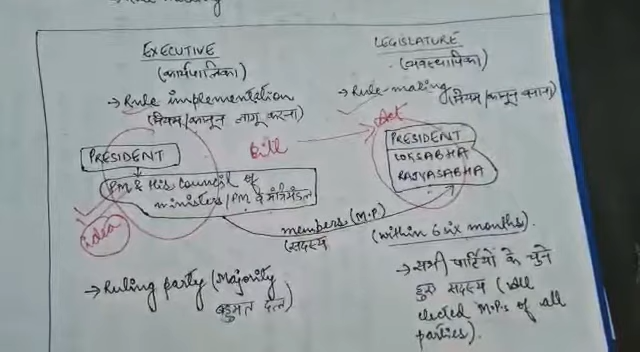 → Rule making
EXECUTIVE
(कार्यपालिका)
→ Rule implementation
(नियम/कानून लागू करना)
PRESIDENT
PM & His Council of
ministers / PM व मंत्रिमंडल
idea
→ Ruling party (Majority
बहुमत दल)
Bill
members (M.P.)
(सदस्य
LEGISLATURE
(व्यवस्थापिका)
→ Rule-making
(नियम/कानून बनाना)
Act
PRESIDENT
LOKSABHA
RAJYASABHA
(within 6 six months).
→ सभी पार्टियों के चुने
हुए सदस्य (all
elected M.P.s of all
parties).